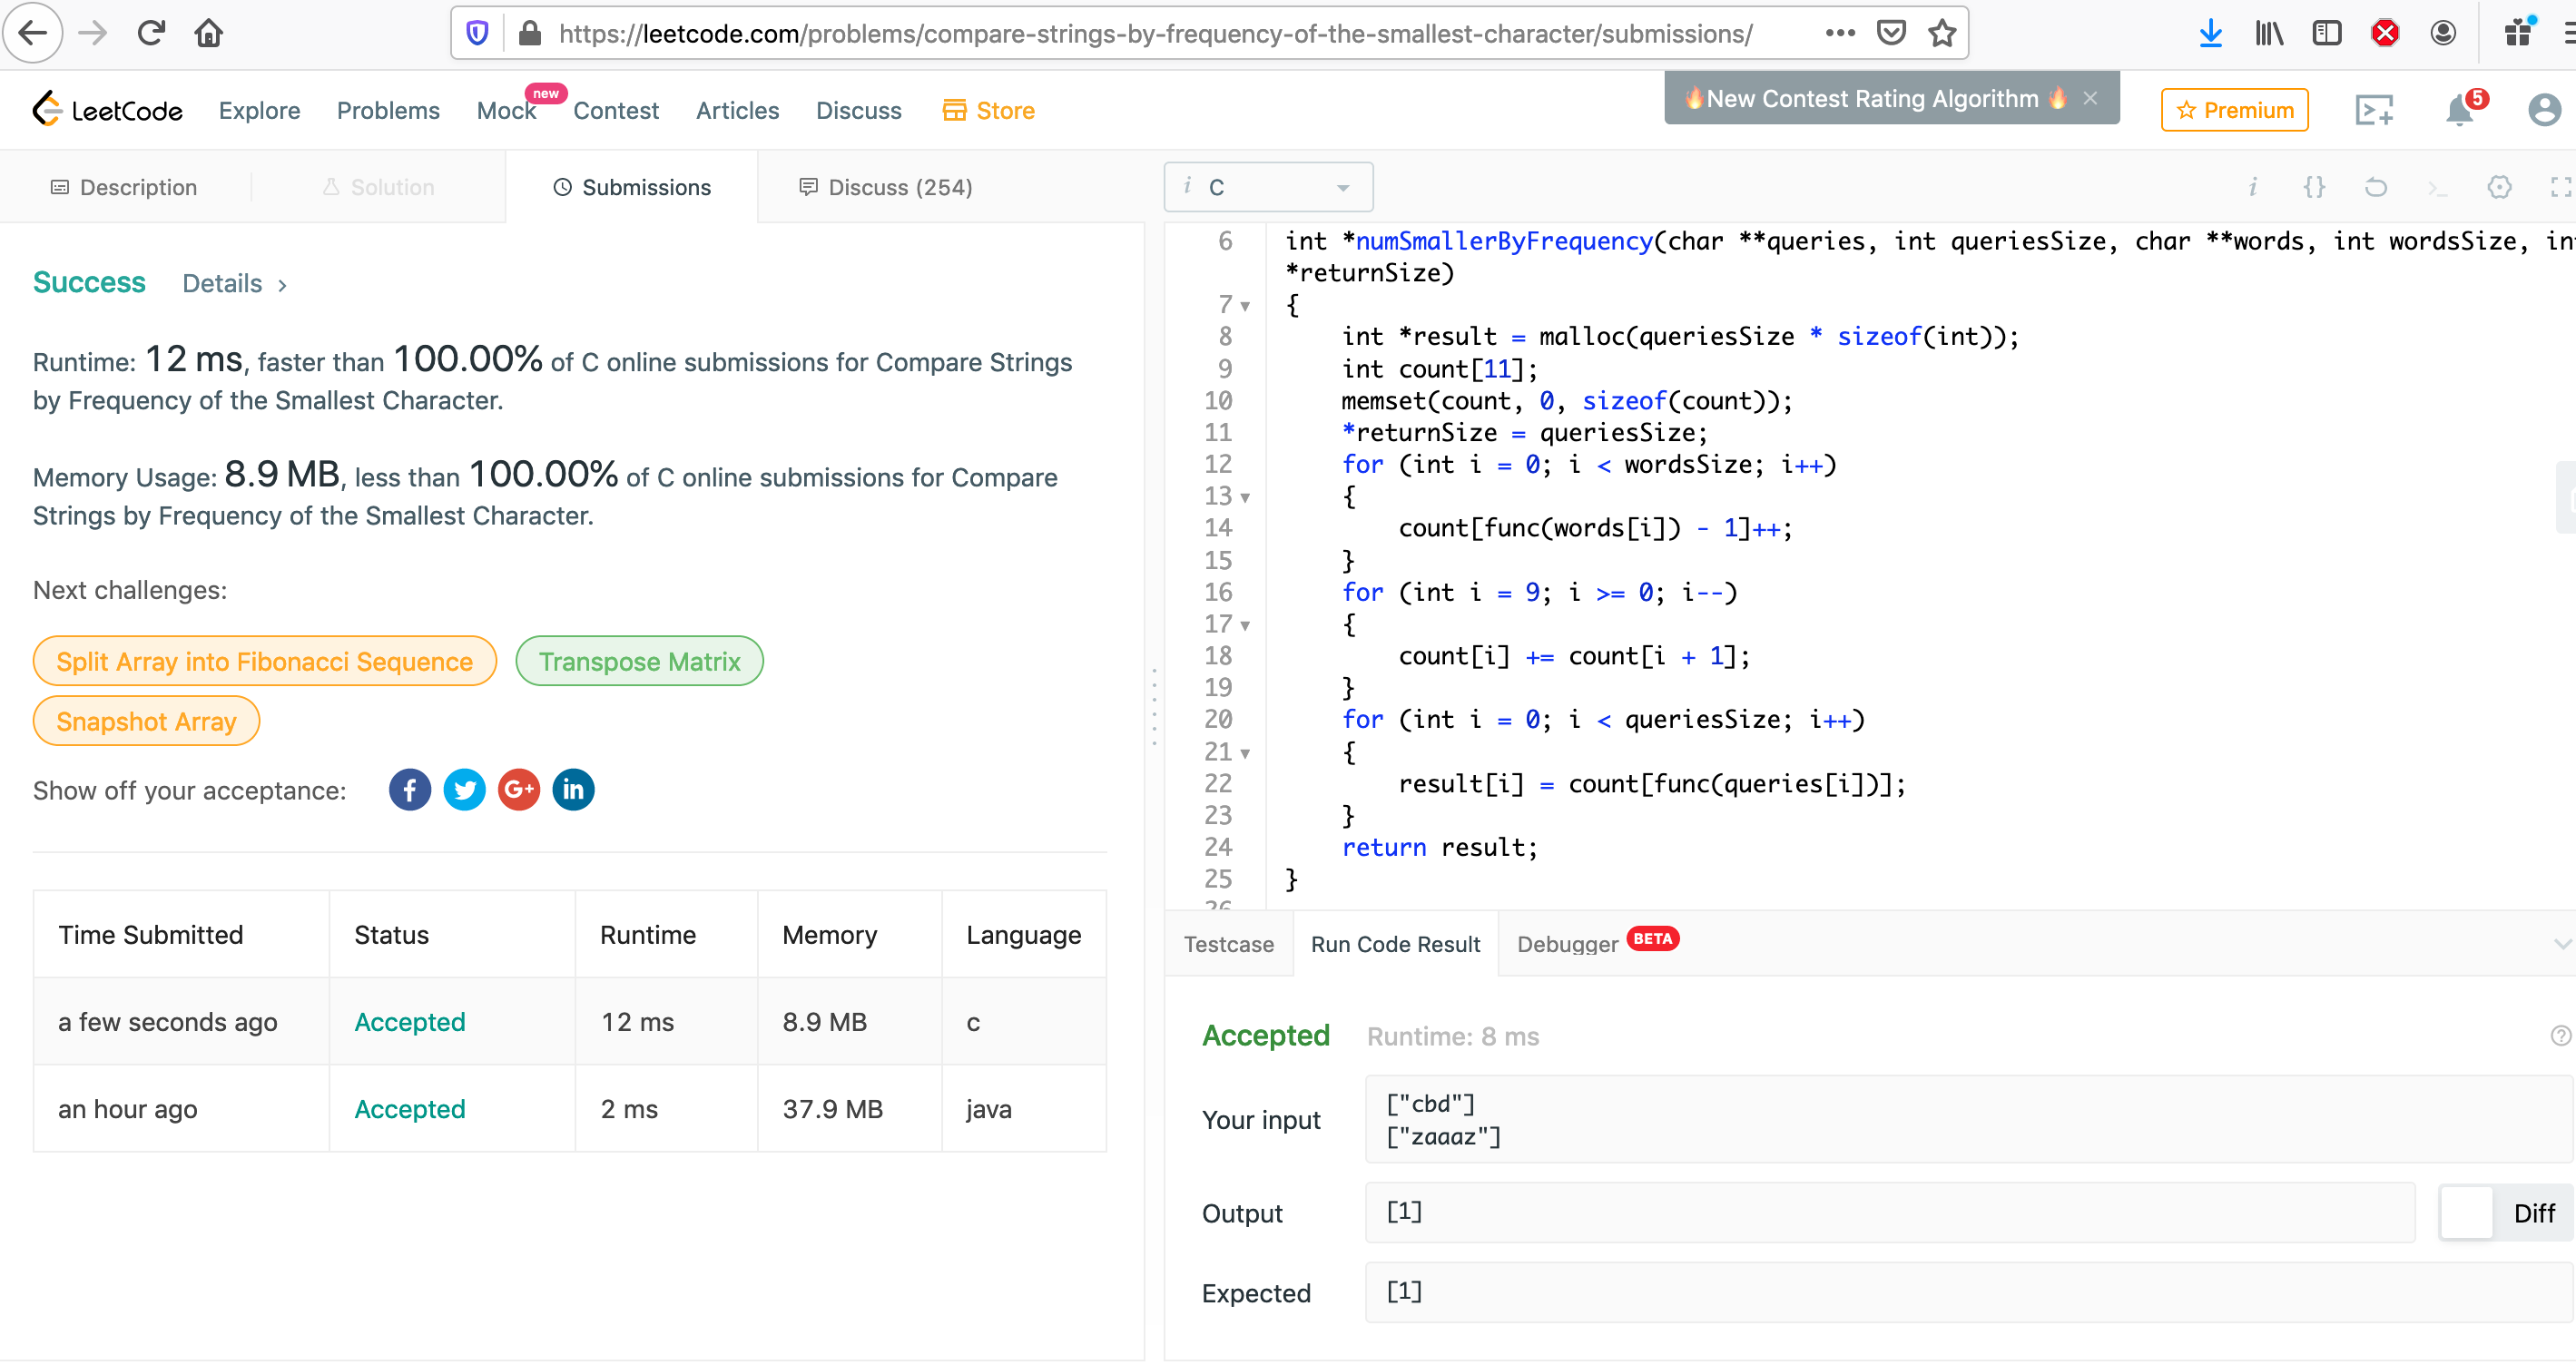 https://leetcode.com/problems/compare-strings-by-frequency-of-the-smallest-character/submissions/
LeetCode Explore Problems Mock new Contest Articles Discuss Store
🔥New Contest Rating Algorithm 🔥 ×
Premium
5
Description Solution Submissions Discuss (254)
i C
Success Details >
Runtime: 12 ms, faster than 100.00% of C online submissions for Compare Strings
by Frequency of the Smallest Character.
Memory Usage: 8.9 MB, less than 100.00% of C online submissions for Compare
Strings by Frequency of the Smallest Character.
Next challenges:
Split Array into Fibonacci Sequence Transpose Matrix
Snapshot Array
Show off your acceptance:
Time Submitted Status Runtime Memory Language
a few seconds ago Accepted 12 ms 8.9 MB c
an hour ago Accepted 2 ms 37.9 MB java
6 int *numSmallerByFrequency(char **queries, int queriesSize, char **words, int wordsSize, in
*returnSize)
7 {
8 int *result = malloc(queriesSize * sizeof(int));
9 int count[11];
10 memset(count, 0, sizeof(count));
11 *returnSize = queriesSize;
12 for (int i = 0; i < wordsSize; i++)
13 {
14 count[func(words[i]) - 1]++;
15 }
16 for (int i = 9; i >= 0; i--)
17 {
18 count[i] += count[i + 1];
19 }
20 for (int i = 0; i < queriesSize; i++)
21 {
22 result[i] = count[func(queries[i])];
23 }
24 return result;
25 }
26
Testcase Run Code Result Debugger BETA
Accepted Runtime: 8 ms
Your input
["cbd"]
["zaaaz"]
Output [1] Diff
Expected [1]